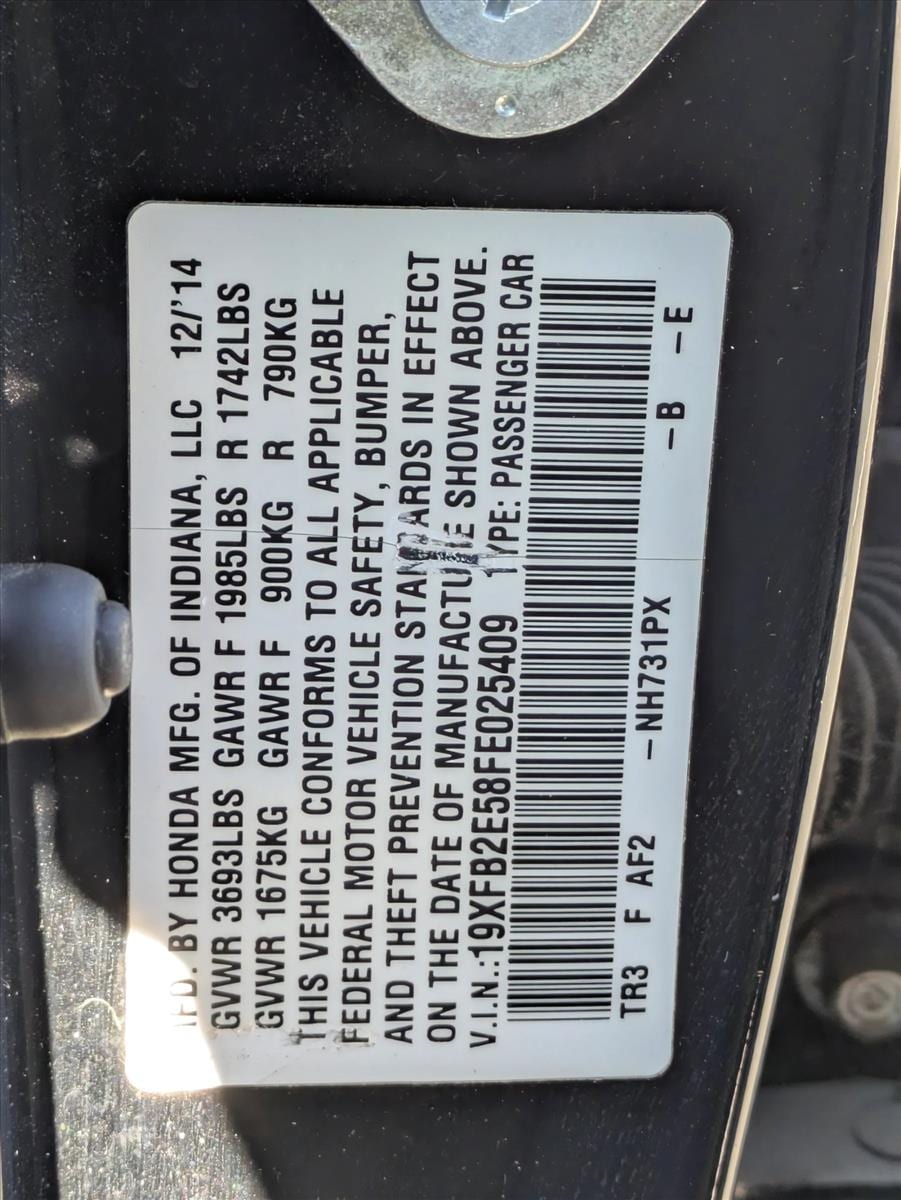 MFD. BY HONDA MFG. OF INDIANA, LLC 12/'14
GVWR 3693LBS GAWR F 1985LBS R 1742LBS
GVWR 1675KG GAWR F 900KG R 790KG
THIS VEHICLE CONFORMS TO ALL APPLICABLE
FEDERAL MOTOR VEHICLE SAFETY, BUMPER,
AND THEFT PREVENTION STANDARDS IN EFFECT
ON THE DATE OF MANUFACTURE SHOWN ABOVE.
V.I.N.:19XFB2E58FE025409 TYPE: PASSENGER CAR
TR3 F AF2 –NH731PX –B –E